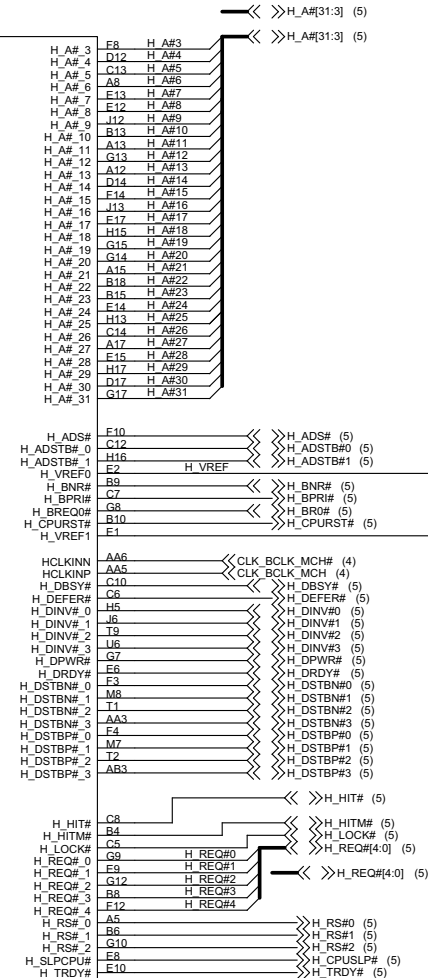 H_A#[31:3] (5)
H_A#[31:3] (5)
H_A#_3 F8 H_A#3
H_A#_4 D12 H_A#4
H_A#_5 C13 H_A#5
H_A#_6 A8 H_A#6
H_A#_7 E13 H_A#7
H_A#_8 E12 H_A#8
H_A#_9 J12 H_A#9
H_A#_10 B13 H_A#10
H_A#_11 A13 H_A#11
H_A#_12 G13 H_A#12
H_A#_13 A12 H_A#13
H_A#_14 D14 H_A#14
H_A#_15 F14 H_A#15
H_A#_16 J13 H_A#16
H_A#_17 E17 H_A#17
H_A#_18 H15 H_A#18
H_A#_19 G15 H_A#19
H_A#_20 G14 H_A#20
H_A#_21 A15 H_A#21
H_A#_22 B18 H_A#22
H_A#_23 B15 H_A#23
H_A#_24 E14 H_A#24
H_A#_25 H13 H_A#25
H_A#_26 C14 H_A#26
H_A#_27 A17 H_A#27
H_A#_28 E15 H_A#28
H_A#_29 H17 H_A#29
H_A#_30 D17 H_A#30
H_A#_31 G17 H_A#31
H_ADS# E10 H_ADS# (5)
H_ADSTB#_0 C12 H_ADSTB#0 (5)
H_ADSTB#_1 H16 H_ADSTB#1 (5)
H_VREF0 E2 H_VREF
H_BNR# B9 H_BNR# (5)
H_BPRI# C7 H_BPRI# (5)
H_BREQ0# G8 H_BR0# (5)
H_CPURST# B10 H_CPURST# (5)
H_VREF1 E1
HCLKINN AA6 CLK_BCLK_MCH# (4)
HCLKINP AA5 CLK_BCLK_MCH (4)
H_DBSY# C10 H_DBSY# (5)
H_DEFER# C6 H_DEFER# (5)
H_DINV#_0 H5 H_DINV#0 (5)
H_DINV#_1 J6 H_DINV#1 (5)
H_DINV#_2 T9 H_DINV#2 (5)
H_DINV#_3 U6 H_DINV#3 (5)
H_DPWR# G7 H_DPWR# (5)
H_DRDY# E6 H_DRDY# (5)
H_DSTBN#_0 F3 H_DSTBN#0 (5)
H_DSTBN#_1 M8 H_DSTBN#1 (5)
H_DSTBN#_2 T1 H_DSTBN#2 (5)
H_DSTBN#_3 AA3 H_DSTBN#3 (5)
H_DSTBP#_0 F4 H_DSTBP#0 (5)
H_DSTBP#_1 M7 H_DSTBP#1 (5)
H_DSTBP#_2 T2 H_DSTBP#2 (5)
H_DSTBP#_3 AB3 H_DSTBP#3 (5)
H_HIT# (5)
H_HIT# C8
H_HITM# B4 H_HITM# (5)
H_LOCK# C5 H_LOCK# (5)
H_REQ#_0 G9 H_REQ#0 H_REQ#[4:0] (5)
H_REQ#_1 F9 H_REQ#1
H_REQ#_2 G12 H_REQ#2 H_REQ#[4:0] (5)
H_REQ#_3 B8 H_REQ#3
H_REQ#_4 F12 H_REQ#4
H_RS#_0 A5 H_RS#0 (5)
H_RS#_1 B6 H_RS#1 (5)
H_RS#_2 G10 H_RS#2 (5)
H_SLPCPU# E8 H_CPUSLP# (5)
H_TRDY# E10 H_TRDY# (5)